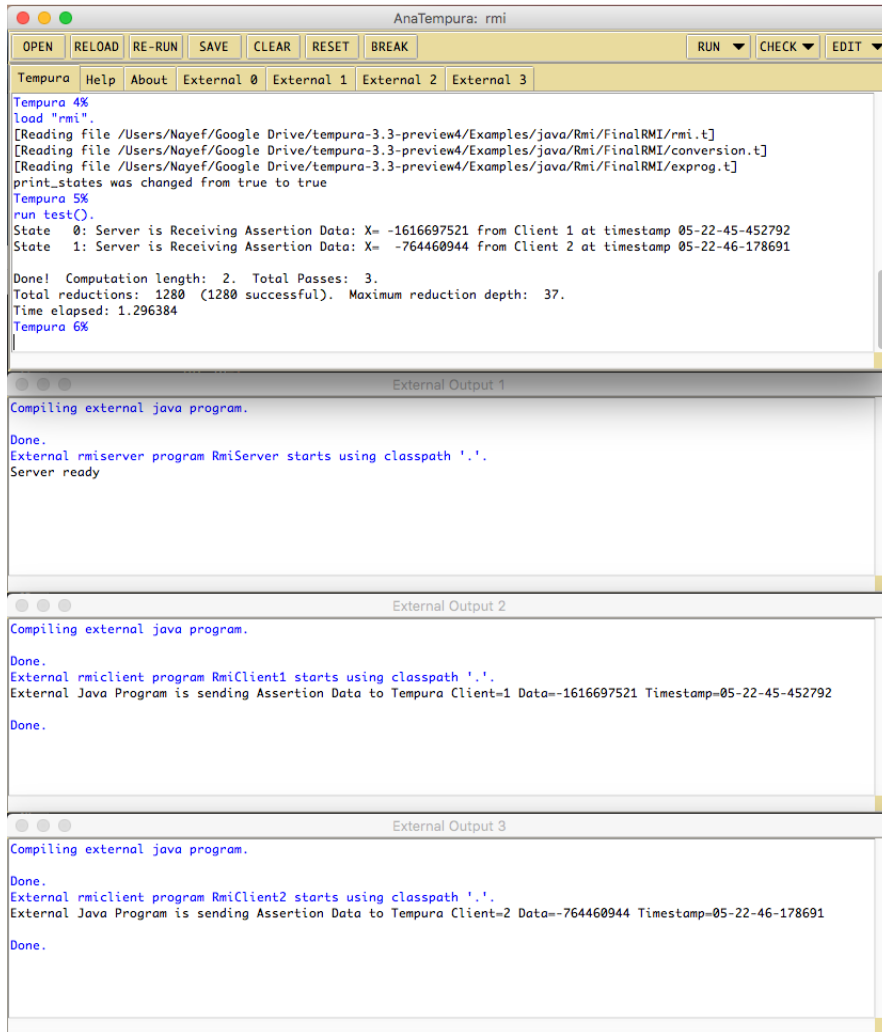 AnaTempura: rmi
OPEN RELOAD RE-RUN SAVE CLEAR RESET BREAK RUN CHECK EDIT
Tempura Help About External 0 External 1 External 2 External 3
Tempura 4%
load "rmi".
[Reading file /Users/Nayef/Google Drive/tempura-3.3-preview4/Examples/java/Rmi/FinalRMI/rmi.t]
[Reading file /Users/Nayef/Google Drive/tempura-3.3-preview4/Examples/java/Rmi/FinalRMI/conversion.t]
[Reading file /Users/Nayef/Google Drive/tempura-3.3-preview4/Examples/java/Rmi/FinalRMI/exprog.t]
print_states was changed from true to true
Tempura 5%
run test().
State   0: Server is Receiving Assertion Data: X= -1616697521 from Client 1 at timestamp 05-22-45-452792
State   1: Server is Receiving Assertion Data: X=  -764460944 from Client 2 at timestamp 05-22-46-178691
Done!  Computation length:  2.  Total Passes:  3.
Total reductions:  1280  (1280 successful).  Maximum reduction depth:  37.
Time elapsed: 1.296384
Tempura 6%
External Output 1
Compiling external java program.
Done.
External rmiserver program RmiServer starts using classpath '.'.
Server ready
External Output 2
Compiling external java program.
Done.
External rmiclient program RmiClient1 starts using classpath '.'.
External Java Program is sending Assertion Data to Tempura Client=1 Data=-1616697521 Timestamp=05-22-45-452792
Done.
External Output 3
Compiling external java program.
Done.
External rmiclient program RmiClient2 starts using classpath '.'.
External Java Program is sending Assertion Data to Tempura Client=2 Data=-764460944 Timestamp=05-22-46-178691
Done.